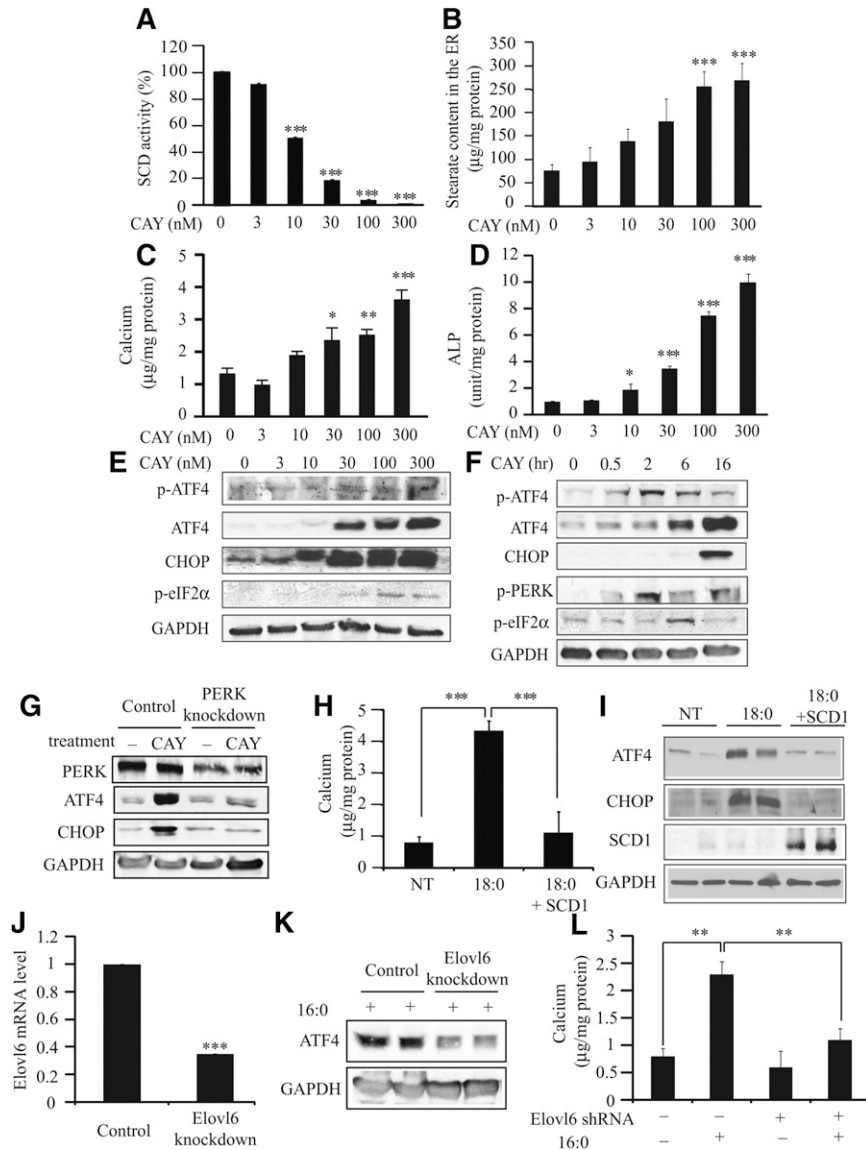 A
SCD activity (%)
120
100
80
60
40
20
0
***
***
***
***
CAY (nM) 0 3 10 30 100 300
B
Stearate content in the ER
(µg/mg protein)
350
300
250
200
150
100
50
0
*** ***
CAY (nM) 0 3 10 30 100 300
C
Calcium
(µg/mg protein)
5
4
3
2
1
0
* ** ***
CAY (nM) 0 3 10 30 100 300
D
ALP
(unit/mg protein)
12
10
8
6
4
2
0
* *** *** ***
CAY (nM) 0 3 10 30 100 300
E
CAY (nM) 0 3 10 30 100 300
p-ATF4
ATF4
CHOP
p-eIF2α
GAPDH
F
CAY (hr) 0 0.5 2 6 16
p-ATF4
ATF4
CHOP
p-PERK
p-eIF2α
GAPDH
G
Control
PERK
knockdown
treatment – CAY – CAY
PERK
ATF4
CHOP
GAPDH
H
Calcium
(µg/mg protein)
5
4
3
2
1
0
*** ***
NT 18:0 18:0
+ SCD1
I
NT 18:0 18:0
+SCD1
ATF4
CHOP
SCD1
GAPDH
J
Elovl6 mRNA level
1.2
1
0.8
0.6
0.4
0.2
0
***
Control Elovl6
knockdown
K
Control Elovl6
knockdown
16:0 + + + +
ATF4
GAPDH
L
Calcium
(µg/mg protein)
3
2.5
2
1.5
1
0.5
0
** **
Elovl6 shRNA – – + +
16:0 – + – +